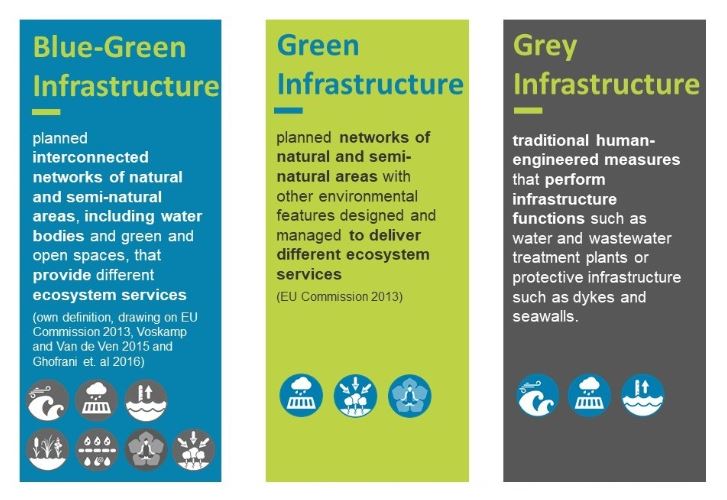 Blue-Green
Infrastructure
planned
interconnected
networks of natural
and semi-natural
areas, including water
bodies and green and
open spaces, that
provide different
ecosystem services
(own definition, drawing on EU
Commission 2013, Voskamp
and Van de Ven 2015 and
Ghofrani et. al 2016)
Green
Infrastructure
planned networks of
natural and semi-
natural areas with
other environmental
features designed and
managed to deliver
different ecosystem
services
(EU Commission 2013)
Grey
Infrastructure
traditional human-
engineered measures
that perform
infrastructure
functions such as
water and wastewater
treatment plants or
protective infrastructure
such as dykes and
seawalls.